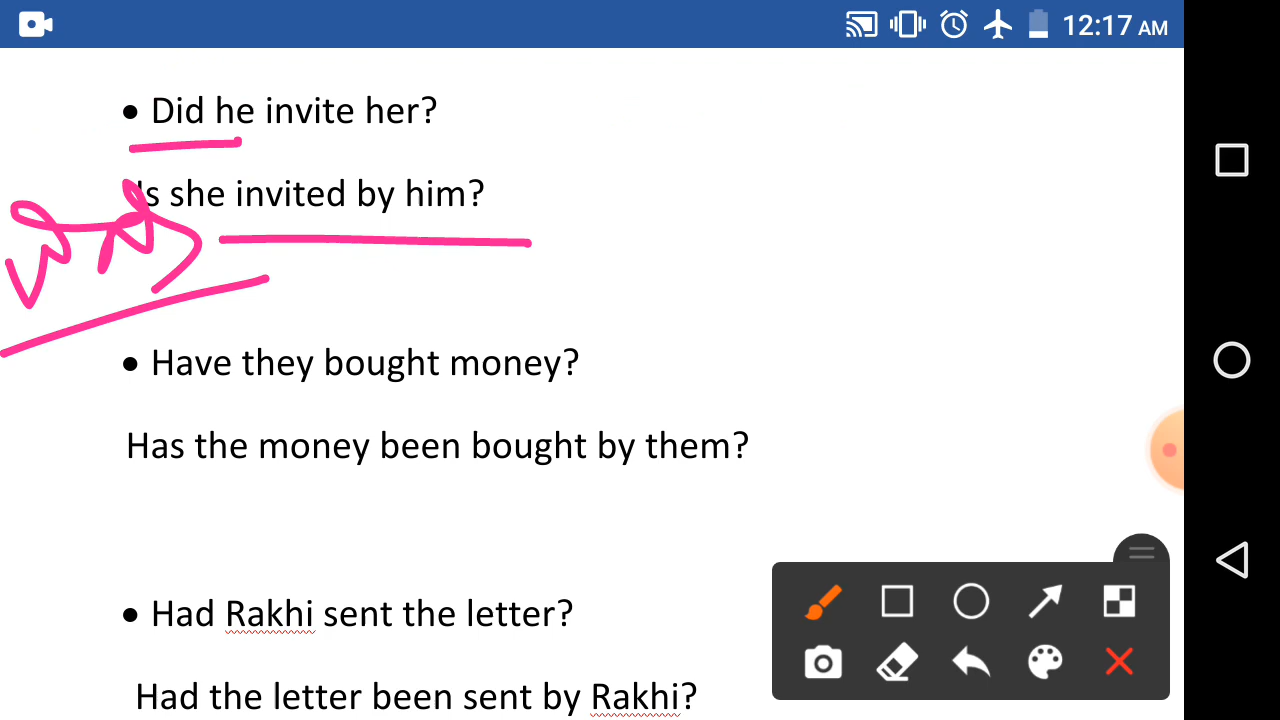 12:17 AM
• Did he invite her?
Is she invited by him?
• Have they bought money?
Has the money been bought by them?
• Had Rakhi sent the letter?
Had the letter been sent by Rakhi?